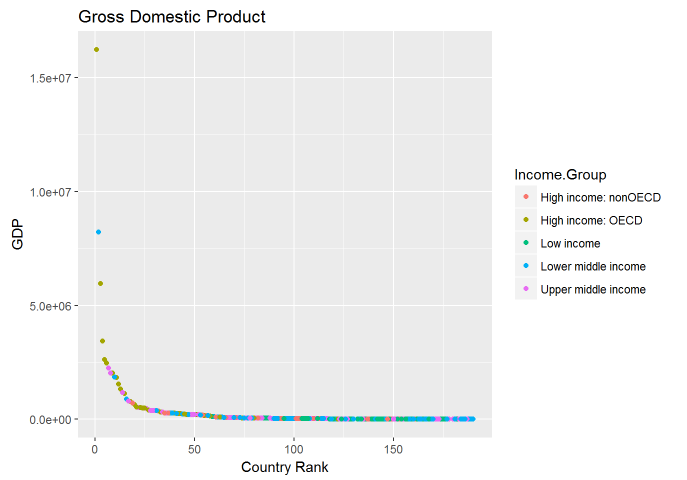 Gross Domestic Product
1.5e+07
1.0e+07
5.0e+06
0.0e+00
GDP
0
50
100
150
Country Rank
Income.Group
High income: nonOECD
High income: OECD
Low income
Lower middle income
Upper middle income